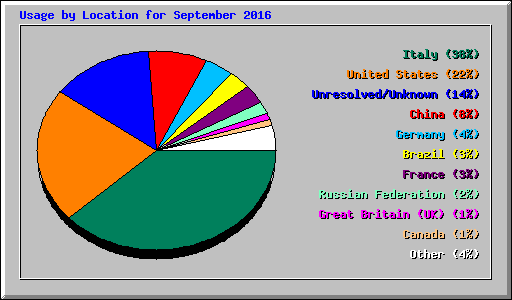 Usage by Location for September 2016
Italy (38%)
United States (22%)
Unresolved/Unknown (14%)
China (8%)
Germany (4%)
Brazil (3%)
France (3%)
Russian Federation (2%)
Great Britain (UK) (1%)
Canada (1%)
Other (4%)